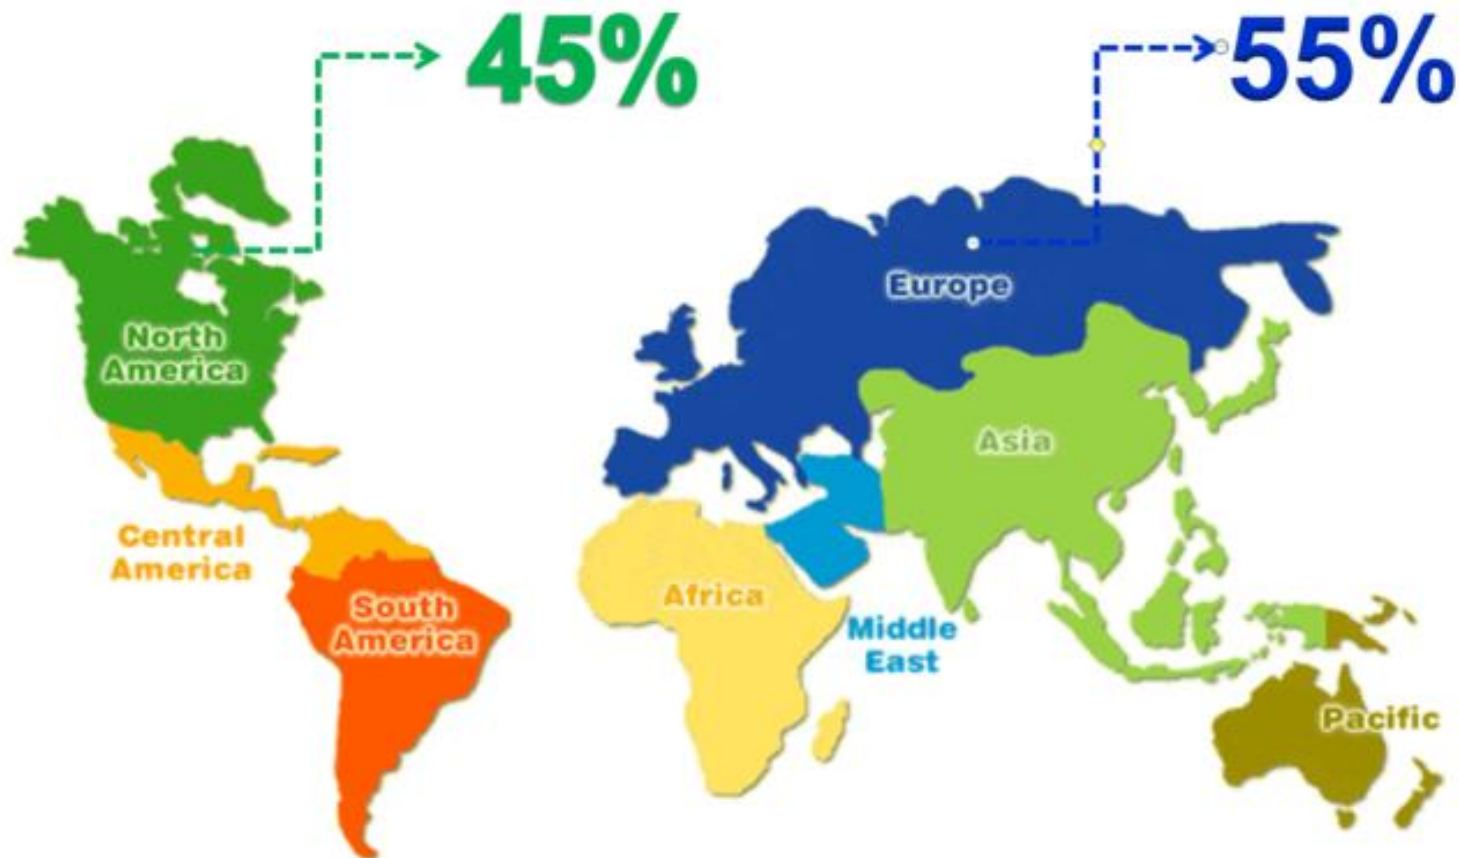 45%
55%
Europe
North
America
Asia
Central
America
Africa
South
America
Middle
East
Pacific